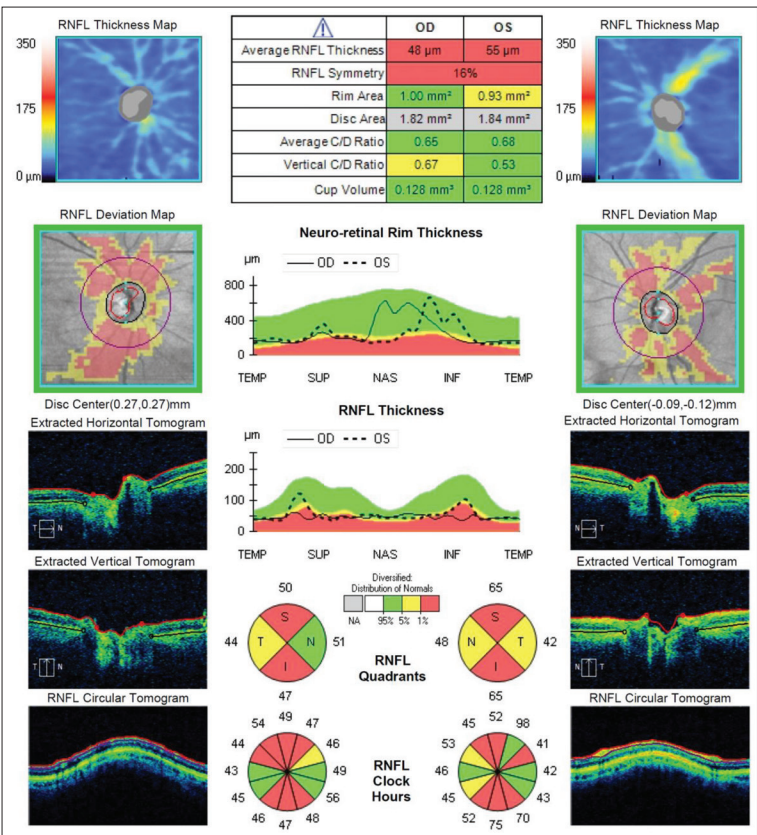 RNFL Thickness Map
350
175
0 µm
OD
OS
Average RNFL Thickness
48 µm
55 µm
RNFL Symmetry
16%
Rim Area
1.00 mm²
0.93 mm²
Disc Area
1.82 mm²
1.84 mm²
Average C/D Ratio
0.65
0.68
Vertical C/D Ratio
0.67
0.53
Cup Volume
0.128 mm³
0.128 mm³
RNFL Thickness Map
350
175
0 µm
RNFL Deviation Map
Disc Center(0.27,0.27)mm
Neuro-retinal Rim Thickness
µm
OD
OS
800
400
0
TEMP
SUP
NAS
INF
TEMP
RNFL Deviation Map
Disc Center(-0.09,-0.12)mm
Extracted Horizontal Tomogram
T
N
RNFL Thickness
µm
OD
OS
200
100
0
TEMP
SUP
NAS
INF
TEMP
Extracted Horizontal Tomogram
N
T
Extracted Vertical Tomogram
T
N
Diversified:
Distribution of Normals
NA
95%
5%
1%
50
S
44
T
N
51
I
47
RNFL
Quadrants
65
S
48
N
T
42
I
65
Extracted Vertical Tomogram
N
T
RNFL Circular Tomogram
49
54
47
44
46
43
49
45
56
46
48
47
RNFL
Clock
Hours
52
45
98
53
41
46
42
45
43
52
70
75
RNFL Circular Tomogram